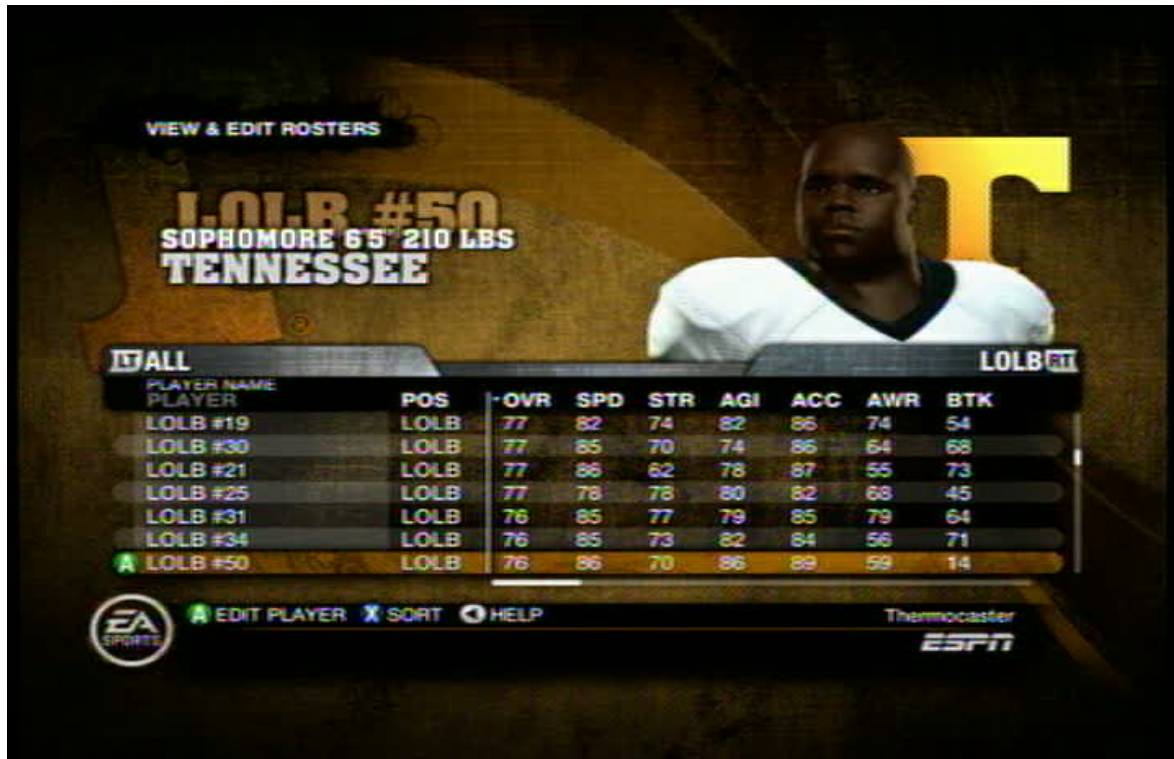 VIEW & EDIT ROSTERS
LOLB #50
SOPHOMORE 6'5" 210 LBS
TENNESSEE
T
®
LT ALL
LOLB RT
PLAYER NAME
PLAYER POS OVR SPD STR AGI ACC AWR BTK
LOLB #19 LOLB 77 82 74 82 86 74 54
LOLB #30 LOLB 77 85 70 74 86 64 68
LOLB #21 LOLB 77 86 62 78 87 55 73
LOLB #25 LOLB 77 78 78 80 82 68 45
LOLB #31 LOLB 76 85 77 79 85 79 64
LOLB #34 LOLB 76 85 73 82 84 56 71
A LOLB #50 LOLB 76 86 70 86 89 59 14
EA SPORTS
A EDIT PLAYER X SORT HELP
Thermocaster
ESPN